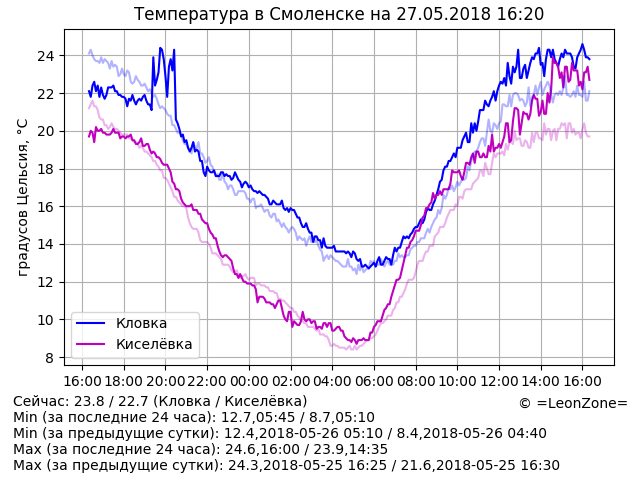 Температура в Смоленске на 27.05.2018 16:20
градусов Цельсия, °C
24
22
20
18
16
14
12
10
8
Кловка
Киселёвка
16:00 18:00 20:00 22:00 00:00 02:00 04:00 06:00 08:00 10:00 12:00 14:00 16:00
Сейчас: 23.8 / 22.7 (Кловка / Киселёвка)
© =LeonZone=
Min (за последние 24 часа): 12.7,05:45 / 8.7,05:10
Min (за предыдущие сутки): 12.4,2018-05-26 05:10 / 8.4,2018-05-26 04:40
Max (за последние 24 часа): 24.6,16:00 / 23.9,14:35
Max (за предыдущие сутки): 24.3,2018-05-25 16:25 / 21.6,2018-05-25 16:30